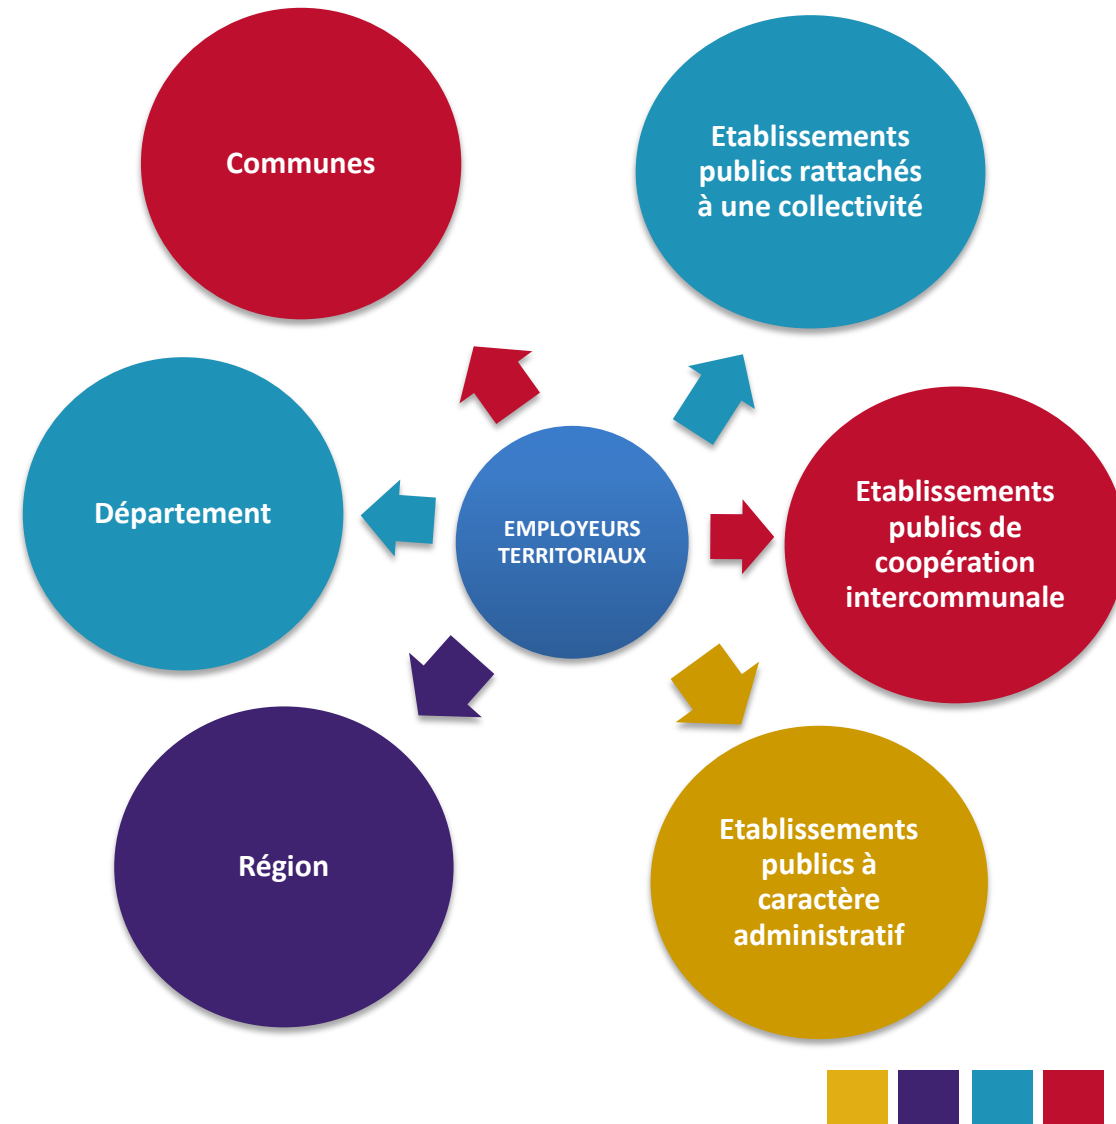 Communes
Etablissements
publics rattachés
à une collectivité
Département
EMPLOYEURS
TERRITORIAUX
Etablissements
publics de
coopération
intercommunale
Région
Etablissements
publics à
caractère
administratif